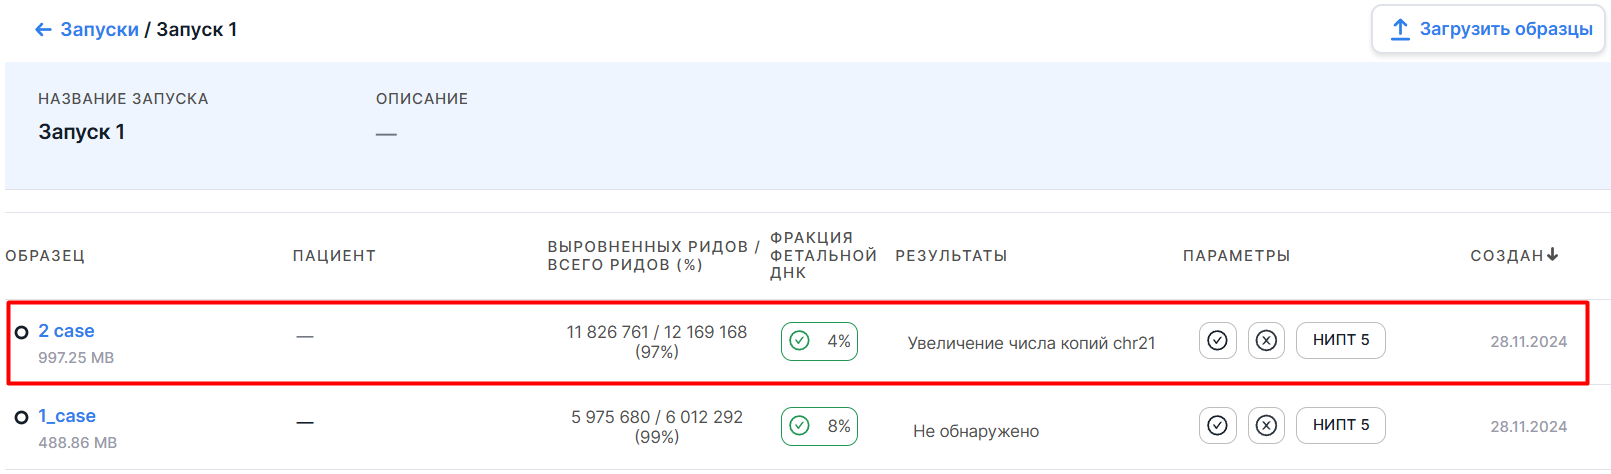 ← Запуски / Запуск 1
Загрузить образцы
НАЗВАНИЕ ЗАПУСКА
ОПИСАНИЕ
Запуск 1
—
ОБРАЗЕЦ
ПАЦИЕНТ
ВЫРОВНЕННЫХ РИДОВ /
ВСЕГО РИДОВ (%)
ФРАКЦИЯ
ФЕТАЛЬНОЙ
ДНК
РЕЗУЛЬТАТЫ
ПАРАМЕТРЫ
СОЗДАН↓
2 case
997.25 MB
—
11 826 761 / 12 169 168
(97%)
4%
Увеличение числа копий chr21
НИПТ 5
28.11.2024
1_case
488.86 MB
—
5 975 680 / 6 012 292
(99%)
8%
Не обнаружено
НИПТ 5
28.11.2024